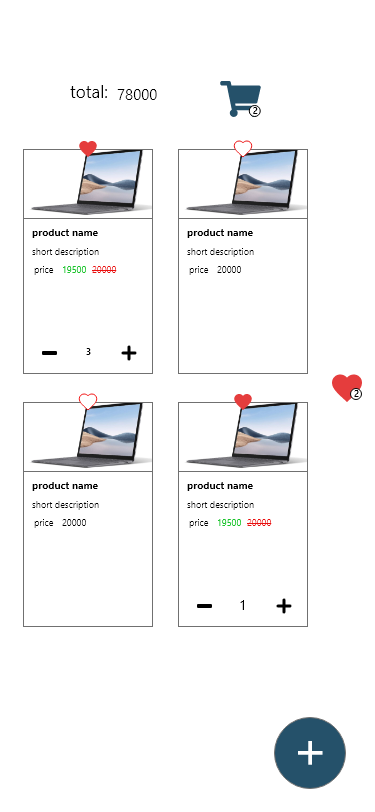 total: 78000
2
product name
short description
price 19500 20000
3
product name
short description
price 20000
2
product name
short description
price 20000
product name
short description
price 19500 20000
1